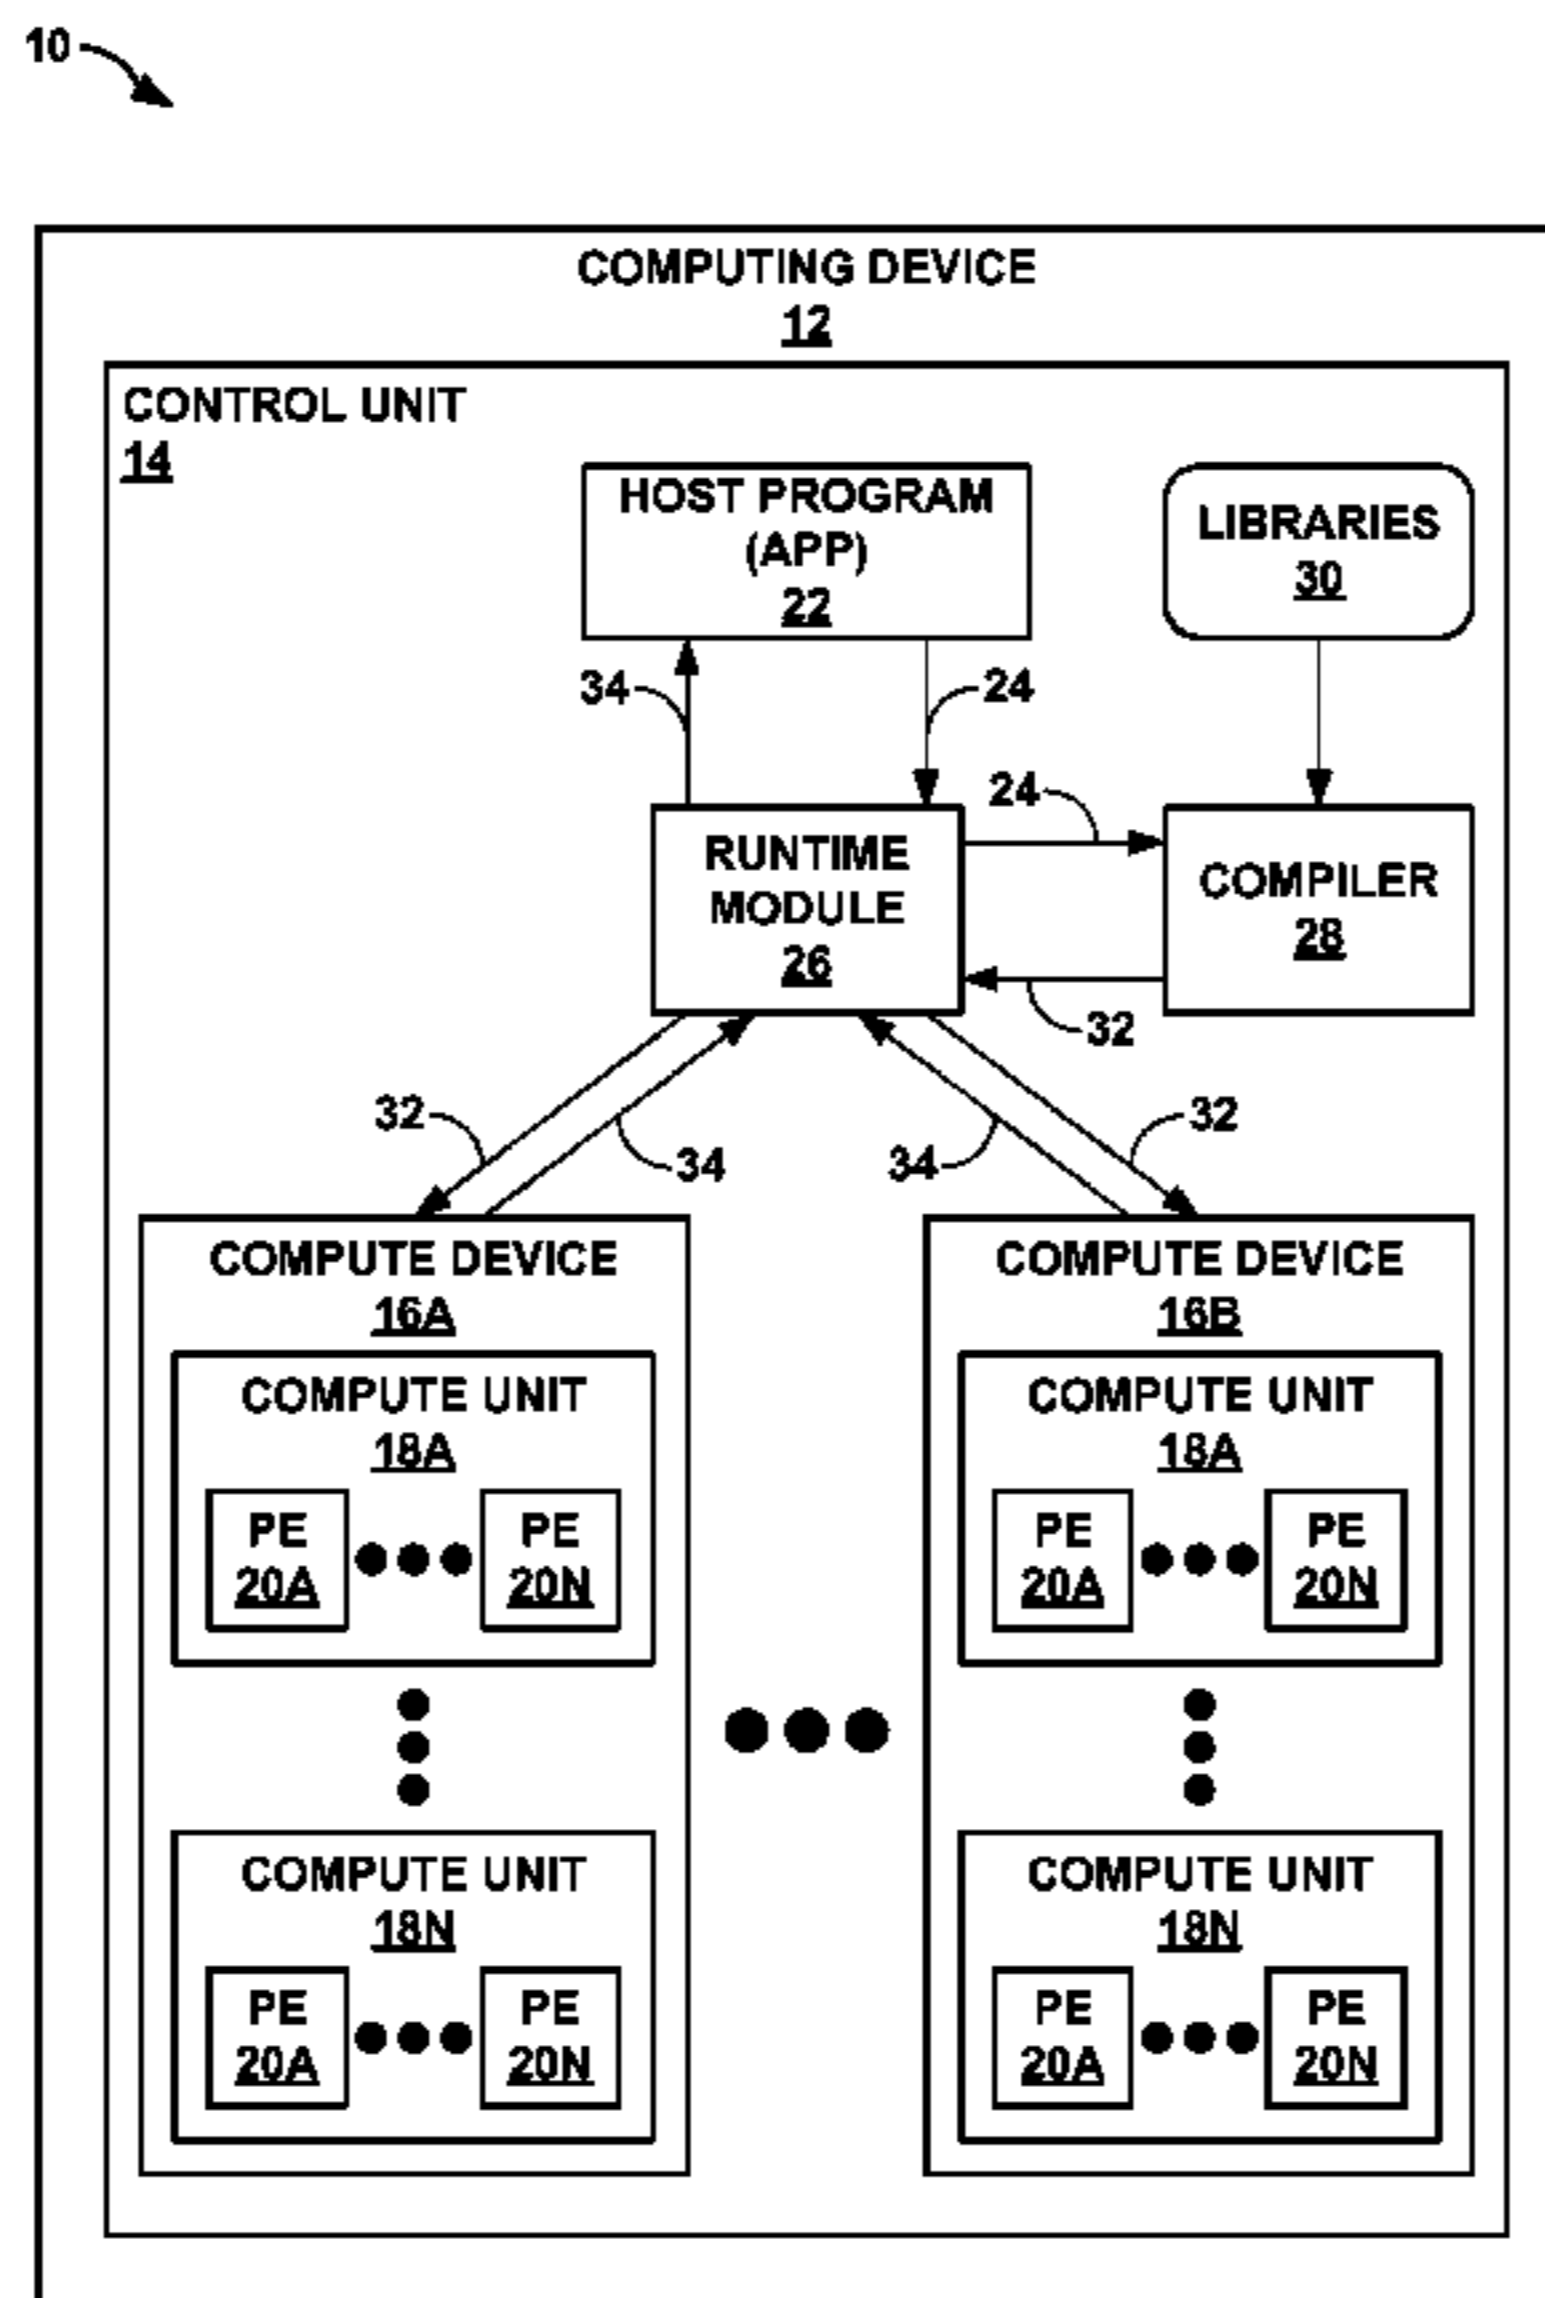 10
COMPUTING DEVICE
12
CONTROL UNIT
14
HOST PROGRAM
(APP)
22
LIBRARIES
30
34
24
24
RUNTIME
MODULE
26
COMPILER
28
32
32
34
34
32
COMPUTE DEVICE
16A
COMPUTE UNIT
18A
PE
20A
PE
20N
COMPUTE UNIT
18N
PE
20A
PE
20N
COMPUTE DEVICE
16B
COMPUTE UNIT
18A
PE
20A
PE
20N
COMPUTE UNIT
18N
PE
20A
PE
20N